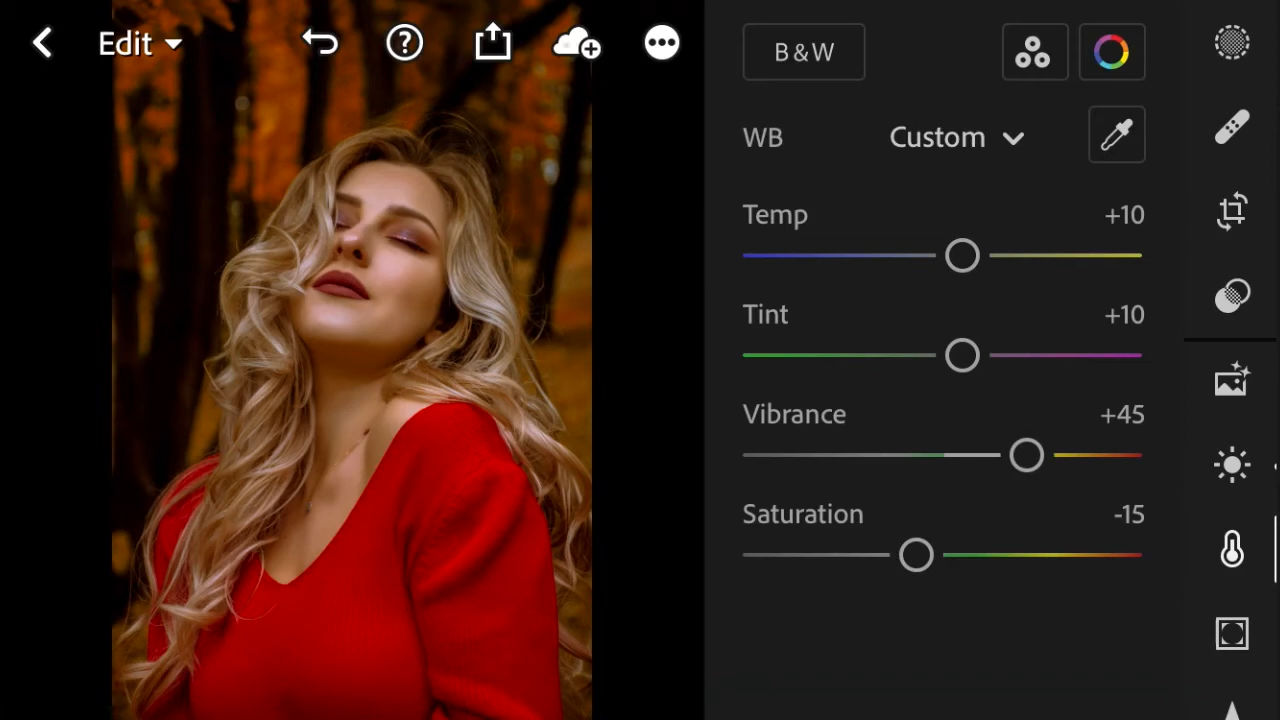 Edit
B&W
WB Custom
Temp +10
Tint +10
Vibrance +45
Saturation -15